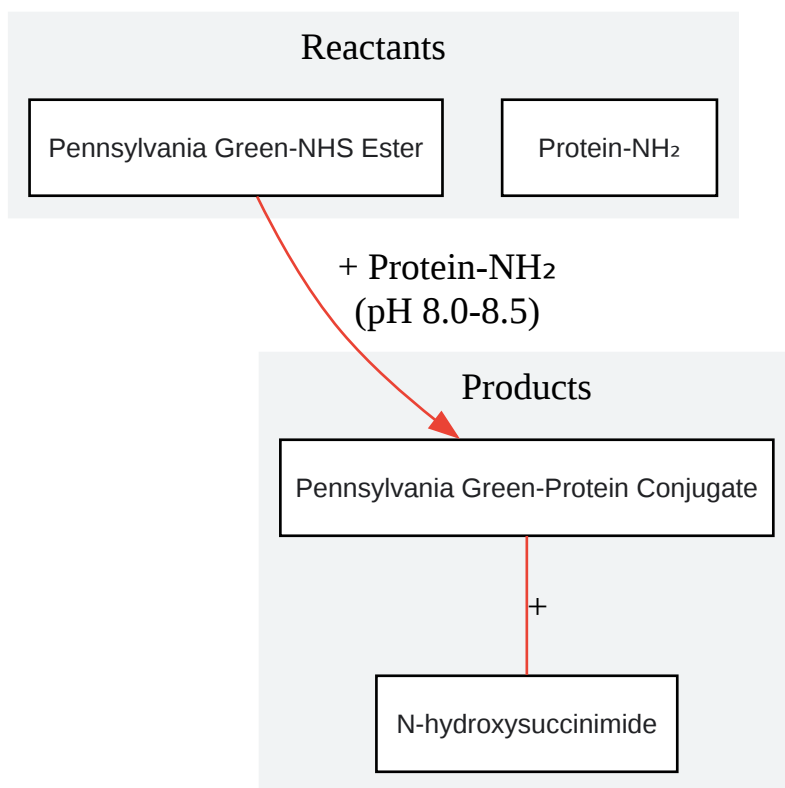 Reactants
Pennsylvania Green-NHS Ester
Protein-NH₂
+ Protein-NH₂
(pH 8.0-8.5)
Products
Pennsylvania Green-Protein Conjugate
+
N-hydroxysuccinimide